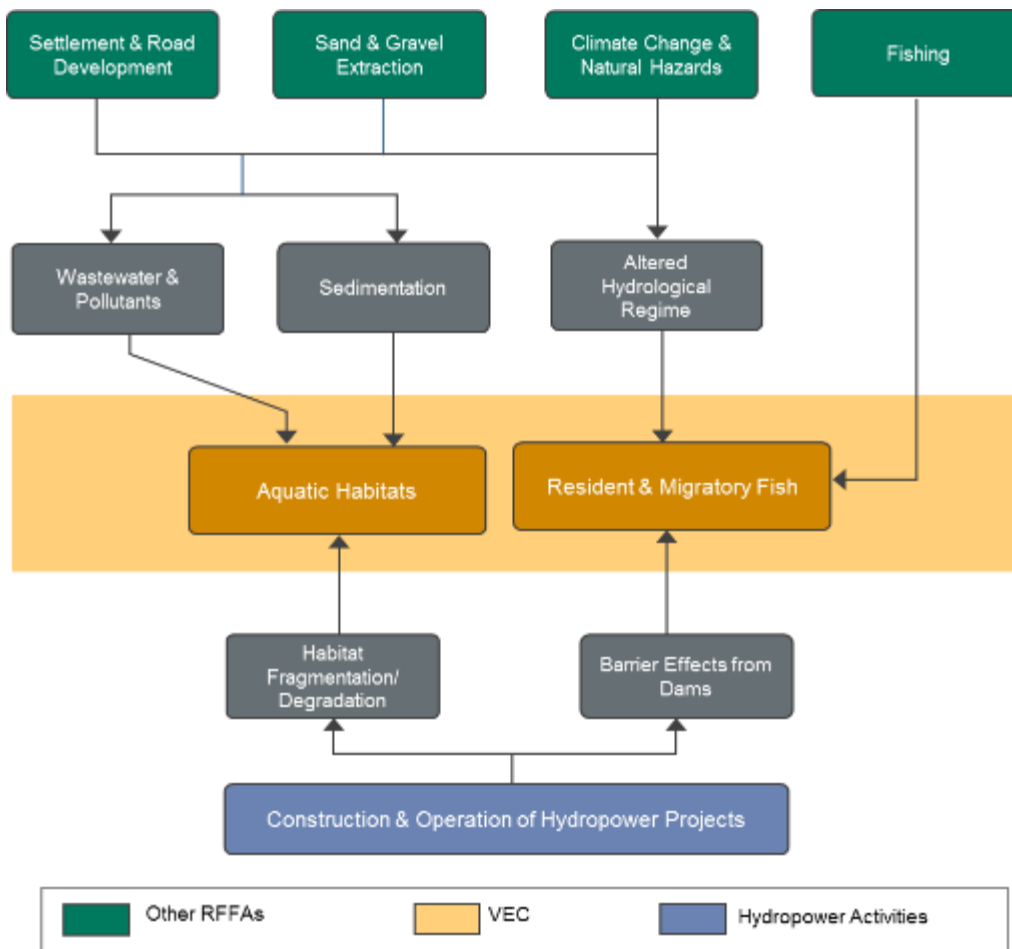 Settlement & Road
Development
Sand & Gravel
Extraction
Climate Change &
Natural Hazards
Fishing
Wastewater &
Pollutants
Sedimentation
Altered
Hydrological
Regime
Aquatic Habitats
Resident & Migratory Fish
Habitat
Fragmentation/
Degradation
Barrier Effects from
Dams
Construction & Operation of Hydropower Projects
Other RFFAs
VEC
Hydropower Activities